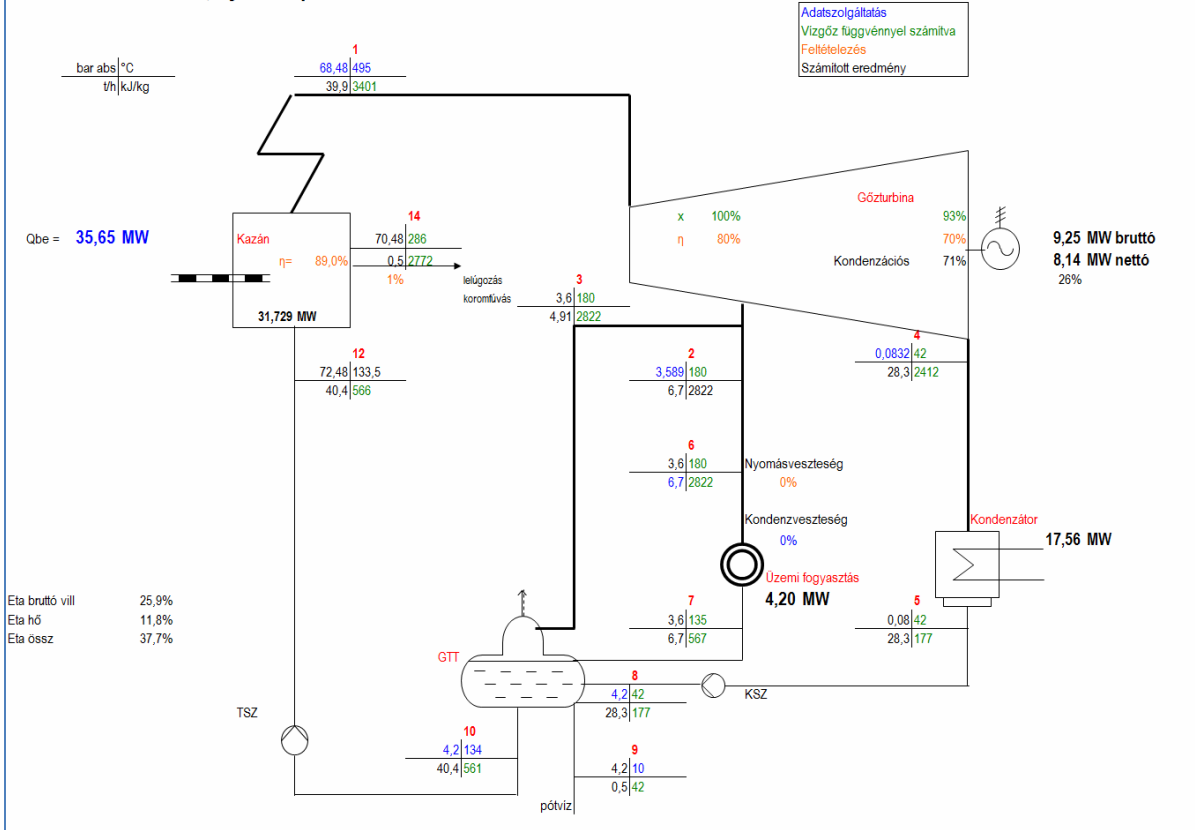 Adatszolgáltatás
Vizgőz függvénnyel számítva
Feltételezés
Számított eredmény
bar abs °C
t/h kJ/kg
1
68,48 495
39,9 3401
Gőzturbina
x 100% 93%
η 80% 70%
Kondenzációs 71%
9,25 MW bruttó
8,14 MW nettó
26%
Qbe = 35,65 MW
Kazán
η= 89,0%
31,729 MW
14
70,48 286
0,5 2772
1%
lelúgozás
koromfúvás
3
3,6 180
4,91 2822
12
72,48 133,5
40,4 566
2
3,589 180
6,7 2822
4
0,0832 42
28,3 2412
6
3,6 180
6,7 2822
Nyomásveszteség
0%
Kondenzveszteség
0%
Kondenzátor
17,56 MW
Üzemi fogyasztás
4,20 MW
Eta bruttó vill 25,9%
Eta hő 11,8%
Eta össz 37,7%
7
3,6 135
6,7 567
5
0,08 42
28,3 177
GTT
8
4,2 42
28,3 177
KSZ
TSZ
10
4,2 134
40,4 561
9
4,2 10
0,5 42
pótvíz